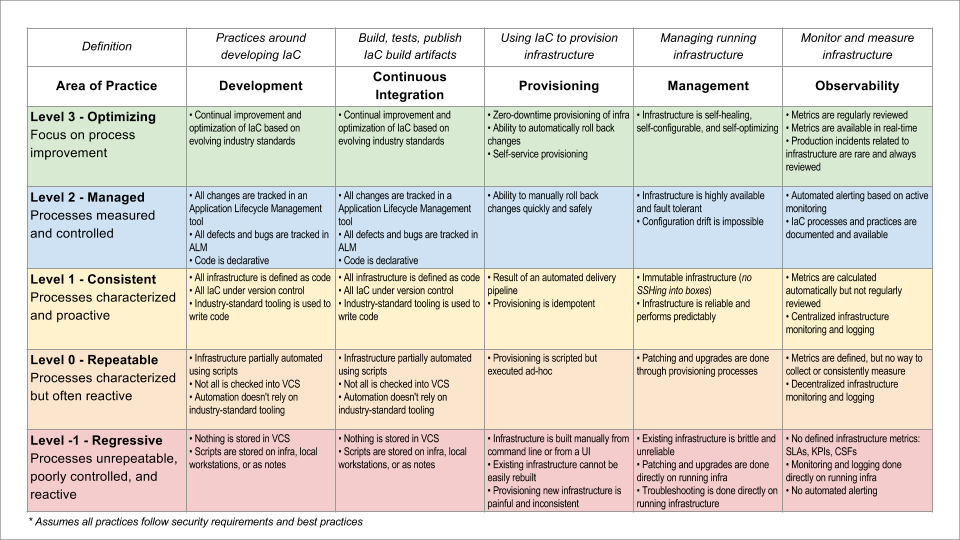 Definition
Practices around
developing IaC
Build, tests, publish
IaC build artifacts
Using IaC to provision
infrastructure
Managing running
infrastructure
Monitor and measure
infrastructure
Area of Practice
Development
Continuous
Integration
Provisioning
Management
Observability
Level 3 - Optimizing
Focus on process
improvement
• Continual improvement and
optimization of IaC based on
evolving industry standards
• Continual improvement and
optimization of IaC based on
evolving industry standards
• Zero-downtime provisioning of infra
• Ability to automatically roll back
changes
• Self-service provisioning
• Infrastructure is self-healing,
self-configurable, and self-optimizing
• Metrics are regularly reviewed
• Metrics are available in real-time
• Production incidents related to
infrastructure are rare and always
reviewed
Level 2 - Managed
Processes measured
and controlled
• All changes are tracked in an
Application Lifecycle Management
tool
• All defects and bugs are tracked in
ALM
• Code is declarative
• All changes are tracked in a
Application Lifecycle Management
tool
• All defects and bugs are tracked in
ALM
• Code is declarative
• Ability to manually roll back
changes quickly and safely
• Infrastructure is highly available
and fault tolerant
• Configuration drift is impossible
• Automated alerting based on active
monitoring
• IaC processes and practices are
documented and available
Level 1 - Consistent
Processes characterized
and proactive
• All infrastructure is defined as code
• All IaC under version control
• Industry-standard tooling is used to
write code
• All infrastructure is defined as code
• All IaC under version control
• Industry-standard tooling is used to
write code
• Result of an automated delivery
pipeline
• Provisioning is idempotent
• Immutable infrastructure (no
SSHing into boxes)
• Infrastructure is reliable and
performs predictably
• Metrics are calculated
automatically but not regularly
reviewed
• Centralized infrastructure
monitoring and logging
Level 0 - Repeatable
Processes characterized
but often reactive
• Infrastructure partially automated
using scripts
• Not all is checked into VCS
• Automation doesn't rely on
industry-standard tooling
• Infrastructure partially automated
using scripts
• Not all is checked into VCS
• Automation doesn't rely on
industry-standard tooling
• Provisioning is scripted but
executed ad-hoc
• Patching and upgrades are done
through provisioning processes
• Metrics are defined, but no way to
collect or consistently measure
• Decentralized infrastructure
monitoring and logging
Level -1 - Regressive
Processes unrepeatable,
poorly controlled, and
reactive
• Nothing is stored in VCS
• Scripts are stored on infra, local
workstations, or as notes
• Nothing is stored in VCS
• Scripts are stored on infra, local
workstations, or as notes
• Infrastructure is built manually from
command line or from a UI
• Existing infrastructure cannot be
easily rebuilt
• Provisioning new infrastructure is
painful and inconsistent
• Existing infrastructure is brittle and
unreliable
• Patching and upgrades are done
directly on running infra
• Troubleshooting is done directly on
running infrastructure
• No defined infrastructure metrics:
SLAs, KPIs, CSFs
• Monitoring and logging done
directly on running infra
• No automated alerting
* Assumes all practices follow security requirements and best practices